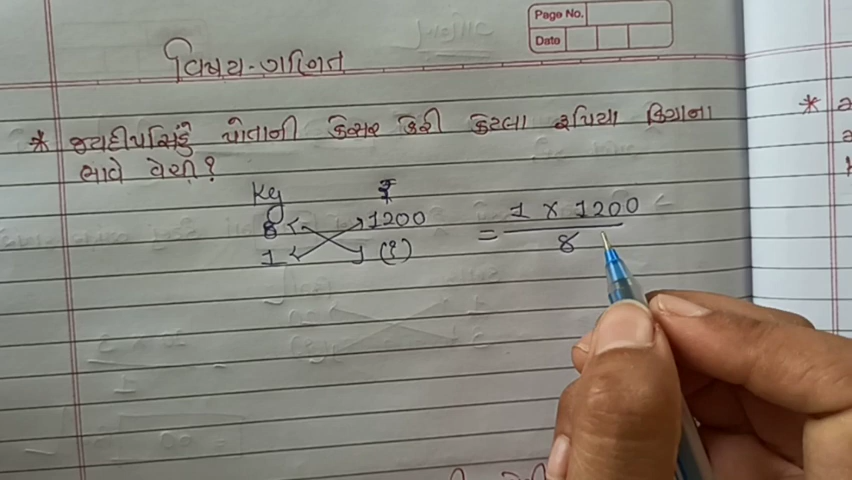 Page No.
Date
વિષય-ગણિત
* જયદીપસિંહે પોતાની કેસર કેરી કેટલા રૂપિયા કિલોના
ભાવે વેચી?
Kg ₹
8 1200 = 1 x 1200
1 (?) 8
*